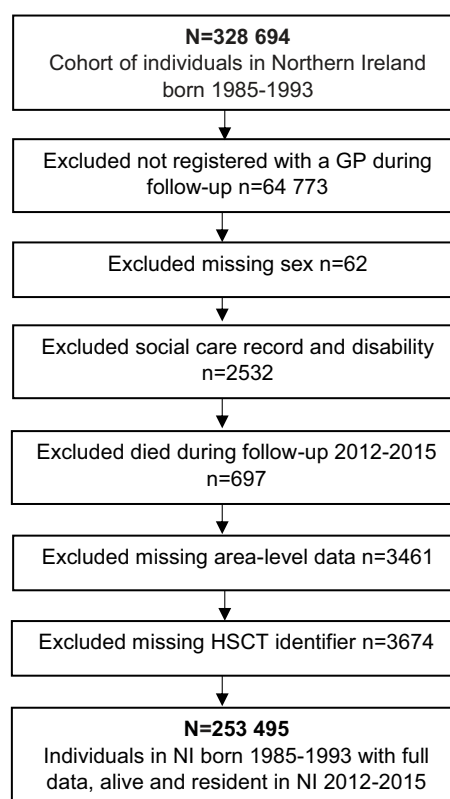 N=328 694
Cohort of individuals in Northern Ireland
born 1985-1993
Excluded not registered with a GP during
follow-up n=64 773
Excluded missing sex n=62
Excluded social care record and disability
n=2532
Excluded died during follow-up 2012-2015
n=697
Excluded missing area-level data n=3461
Excluded missing HSCT identifier n=3674
N=253 495
Individuals in NI born 1985-1993 with full
data, alive and resident in NI 2012-2015